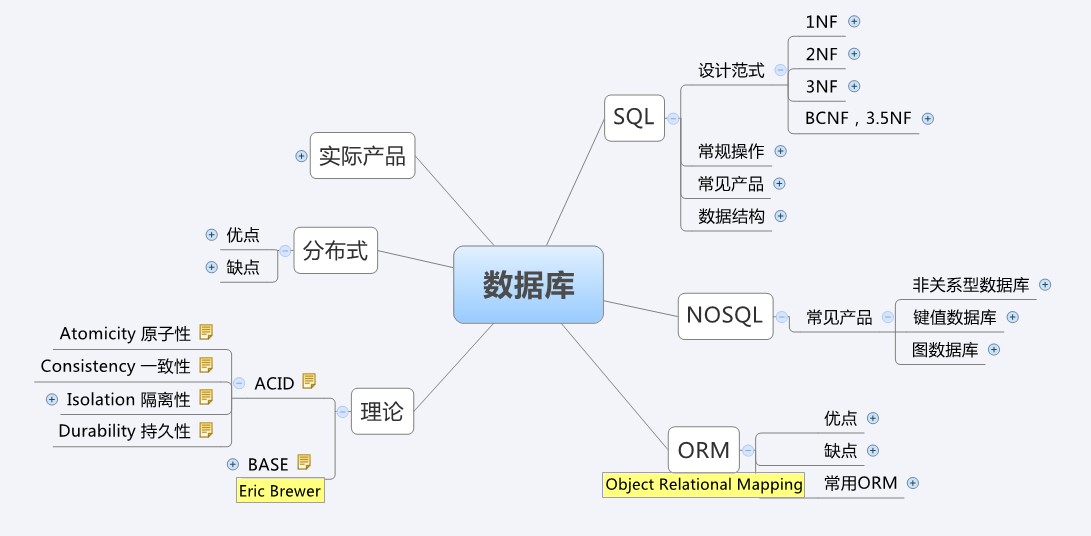 数据库
SQL
设计范式
1NF
2NF
3NF
BCNF，3.5NF
常规操作
常见产品
数据结构
NOSQL
常见产品
非关系型数据库
键值数据库
图数据库
ORM
Object Relational Mapping
优点
缺点
常用ORM
实际产品
分布式
优点
缺点
理论
ACID
Atomicity 原子性
Consistency 一致性
Isolation 隔离性
Durability 持久性
BASE
Eric Brewer